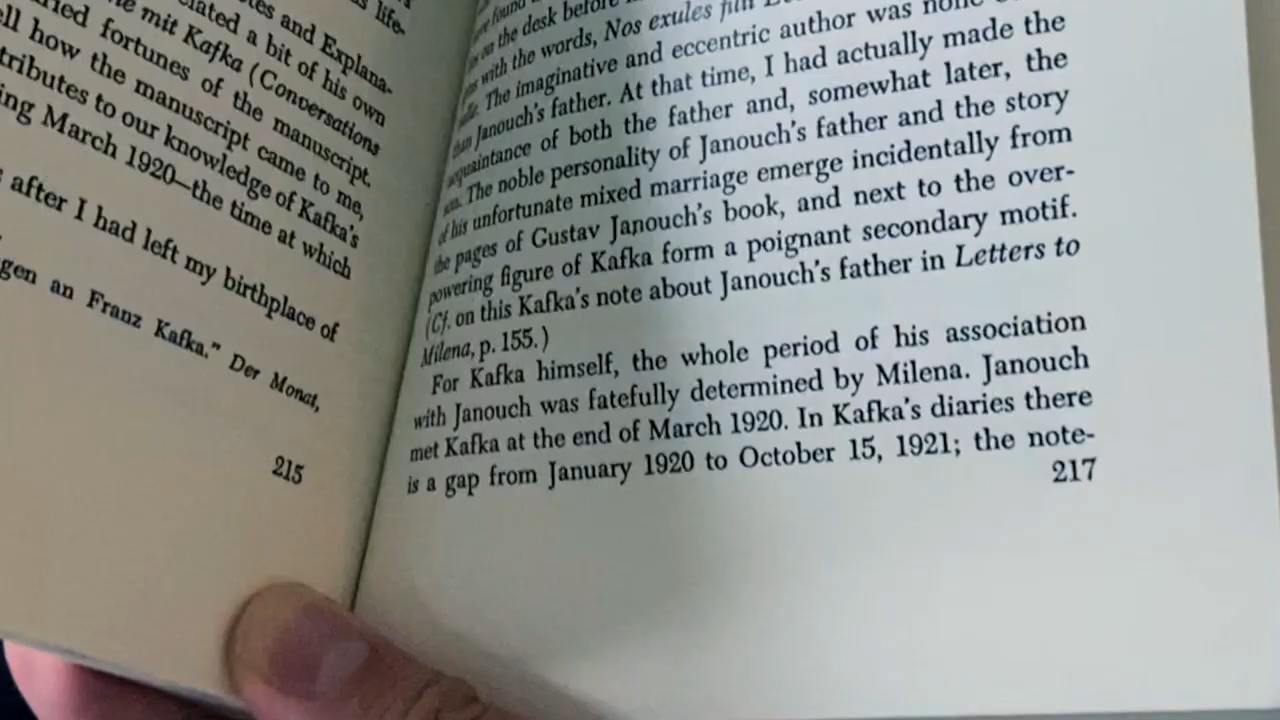 tes and Explana-
lated a bit of his own
mit Kafka (Conversations
ried fortunes of the manuscript.
ll how the manuscript came to me,
tributes to our knowledge of Kafka's
ing March 1920—the time at which
after I had left my birthplace of
gen an Franz Kafka." Der Monat,
215
found
on the desk before
with the words, Nos exules
The imaginative and eccentric author was
than Janouch's father. At that time, I had actually made the
acquaintance of both the father and, somewhat later, the
son. The noble personality of Janouch's father and the story
of his unfortunate mixed marriage emerge incidentally from
the pages of Gustav Janouch's book, and next to the over-
powering figure of Kafka form a poignant secondary motif.
(Cf. on this Kafka's note about Janouch's father in Letters to
Milena, p. 155.)
For Kafka himself, the whole period of his association
with Janouch was fatefully determined by Milena. Janouch
met Kafka at the end of March 1920. In Kafka's diaries there
is a gap from January 1920 to October 15, 1921; the note-
217